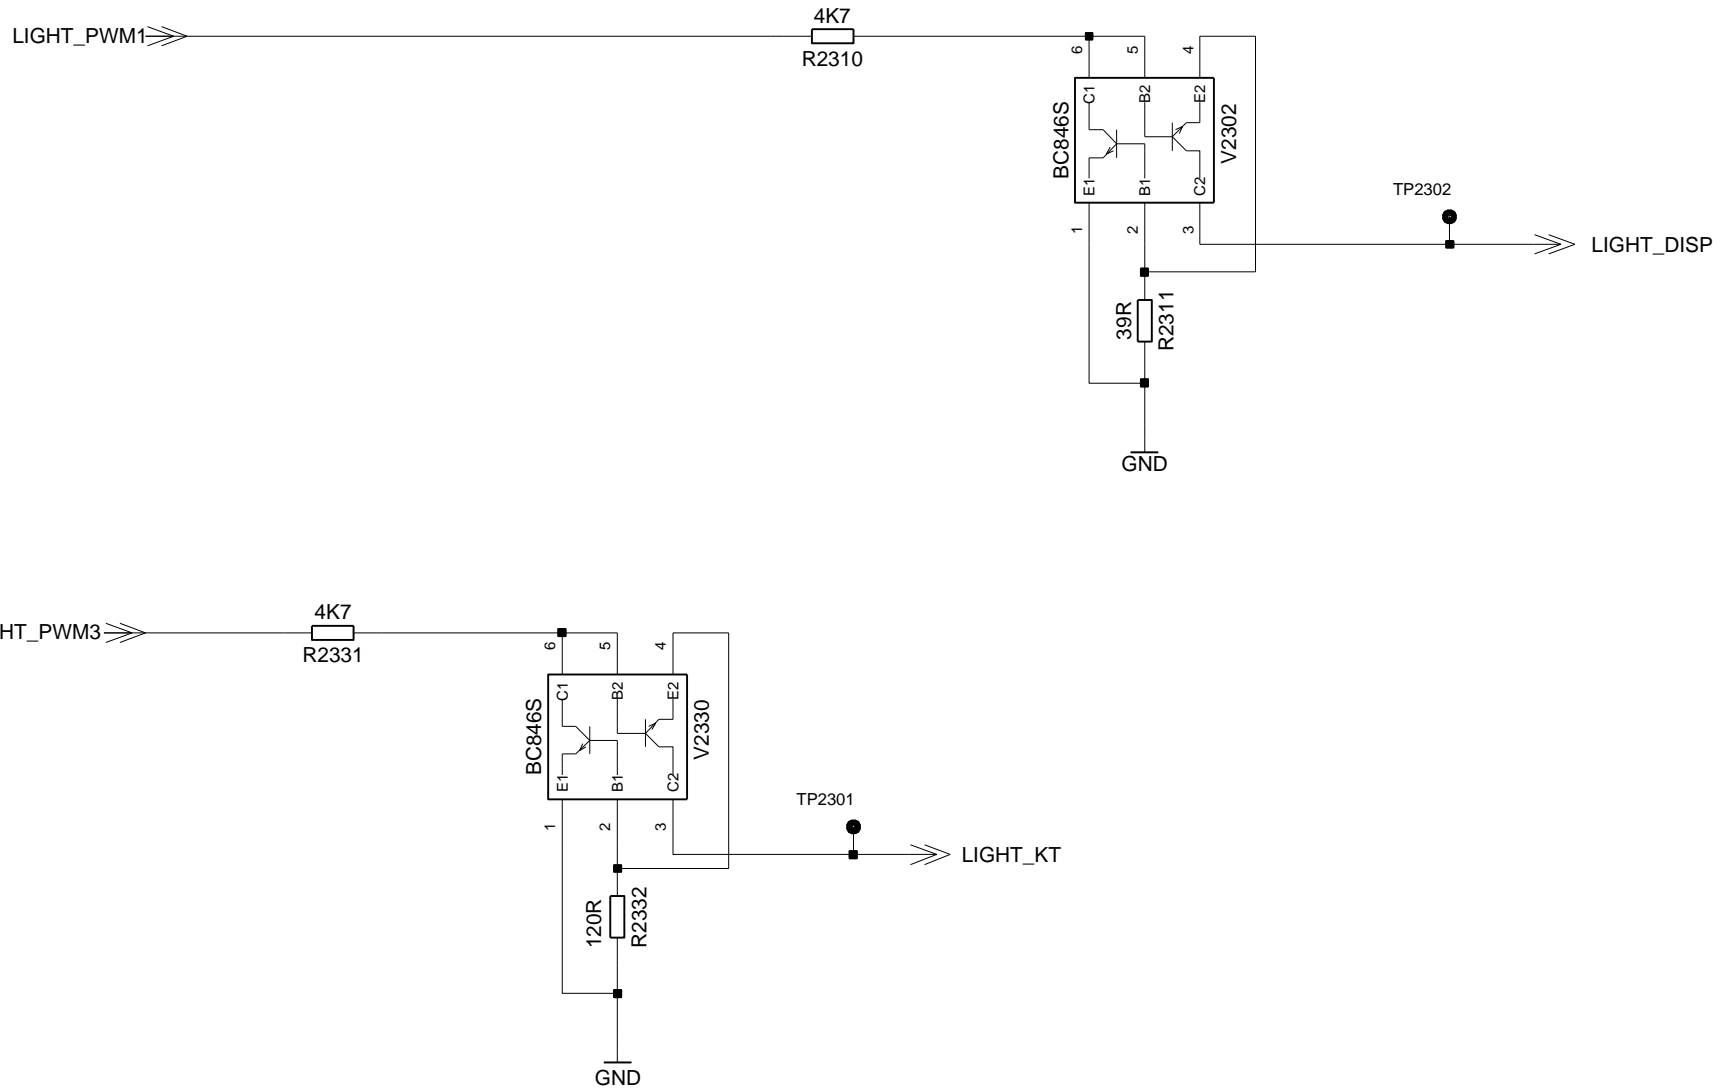 4K7
LIGHT_PWM1
R2310
6
5
4
C1
B2
E2
BC846S
V2302
E1
B1
C2
TP2302
1
2
3
LIGHT_DISP
39R
R2311
GND
4K7
HT_PWM3
R2331
6
5
4
C1
B2
E2
BC846S
V2330
E1
B1
C2
TP2301
1
2
3
LIGHT_KT
120R
R2332
GND